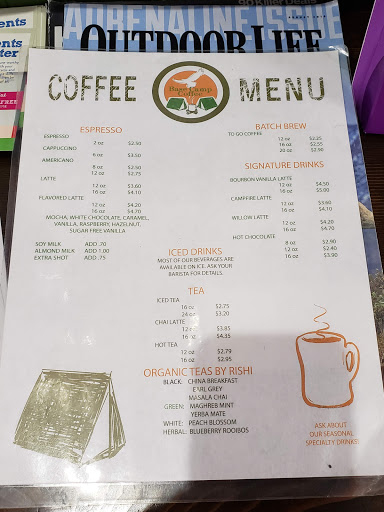 ADRENALINE ISSUE
OUTDOOR LIFE
COFFEE
Base Camp
Coffee
MENU
ESPRESSO
ESPRESSO
2 oz $2.50
CAPPUCCINO
6 oz $3.50
AMERICANO
8 oz $2.50
12 oz $2.75
LATTE
12 oz $3.60
16 oz $4.10
FLAVORED LATTE
12 oz $4.20
16 oz $4.70
MOCHA, WHITE CHOCOLATE, CARAMEL,
VANILLA, RASPBERRY, HAZELNUT,
SUGAR FREE VANILLA
SOY MILK ADD .70
ALMOND MILK ADD 1.00
EXTRA SHOT ADD .75
BATCH BREW
TO GO COFFEE
12 oz $2.25
16 oz $2.55
20 oz $2.90
SIGNATURE DRINKS
BOURBON VANILLA LATTE
12 oz $4.50
16 oz $5.00
CAMPFIRE LATTE
12 oz $3.60
16 oz $4.10
WILLOW LATTE
12 oz $4.20
16 oz $4.70
HOT CHOCOLATE
8 oz $2.90
12 oz $2.40
16 oz $3.90
ICED DRINKS
MOST OF OUR BEVERAGES ARE
AVAILABLE ON ICE. ASK YOUR
BARISTA FOR DETAILS.
TEA
ICED TEA
16 oz $2.75
24 oz $3.20
CHAI LATTE
12 oz $3.85
16 oz $4.35
HOT TEA
12 oz $2.79
16 oz $2.95
ORGANIC TEAS BY RISHI
BLACK: CHINA BREAKFAST
EARL GREY
MASALA CHAI
GREEN: MAGHREB MINT
YERBA MATE
WHITE: PEACH BLOSSOM
HERBAL: BLUEBERRY ROOIBOS
ASK ABOUT
OUR SEASONAL
SPECIALTY DRINKS!